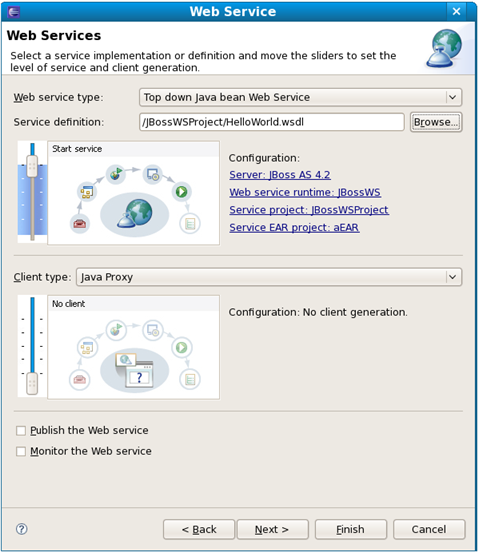 Web Service
Web Services
Select a service implementation or definition and move the sliders to set the
level of service and client generation.
Web service type: Top down Java bean Web Service
Service definition: /JBossWSProject/HelloWorld.wsdl Browse...
Start service
Configuration:
Server: JBoss AS 4.2
Web service runtime: JBossWS
Service project: JBossWSProject
Service EAR project: aEAR
Client type: Java Proxy
No client
Configuration: No client generation.
?
Publish the Web service
Monitor the Web service
? < Back Next > Finish Cancel